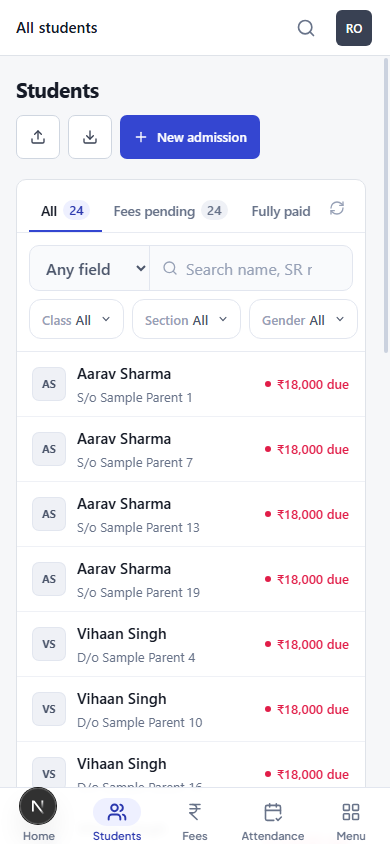 All students
RO
Students
New admission
All 24
Fees pending 24
Fully paid
Any field
Search name, SR r
Class All
Section All
Gender All
AS
Aarav Sharma
S/o Sample Parent 1
₹18,000 due
AS
Aarav Sharma
S/o Sample Parent 7
₹18,000 due
AS
Aarav Sharma
S/o Sample Parent 13
₹18,000 due
AS
Aarav Sharma
S/o Sample Parent 19
₹18,000 due
VS
Vihaan Singh
D/o Sample Parent 4
₹18,000 due
VS
Vihaan Singh
D/o Sample Parent 10
₹18,000 due
VS
Vihaan Singh
D/o Sample Parent 16
₹18,000 due
N
Home
Students
Fees
Attendance
Menu